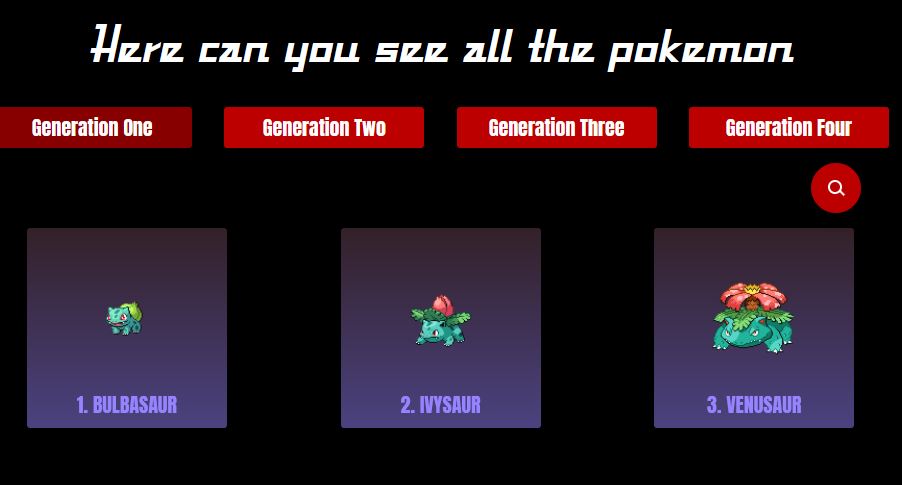 Here can you see all the pokemon
Generation One Generation Two Generation Three Generation Four
1. BULBASAUR 2. IVYSAUR 3. VENUSAUR